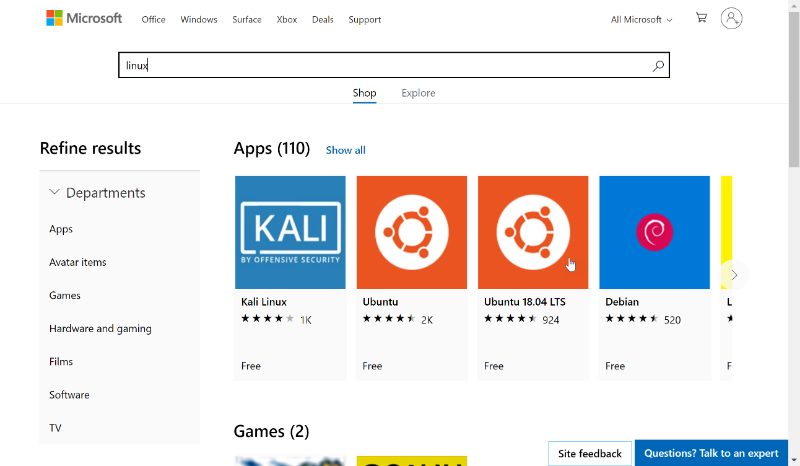 Microsoft Office Windows Surface Xbox Deals Support All Microsoft
linux
Shop Explore
Refine results
Departments
Apps
Avatar items
Games
Hardware and gaming
Films
Software
TV
Apps (110) Show all
KALI
BY OFFENSIVE SECURITY
Kali Linux Ubuntu Ubuntu 18.04 LTS Debian L
1K 2K 924 520
Free Free Free Free F
Games (2)
Site feedback Questions? Talk to an expert